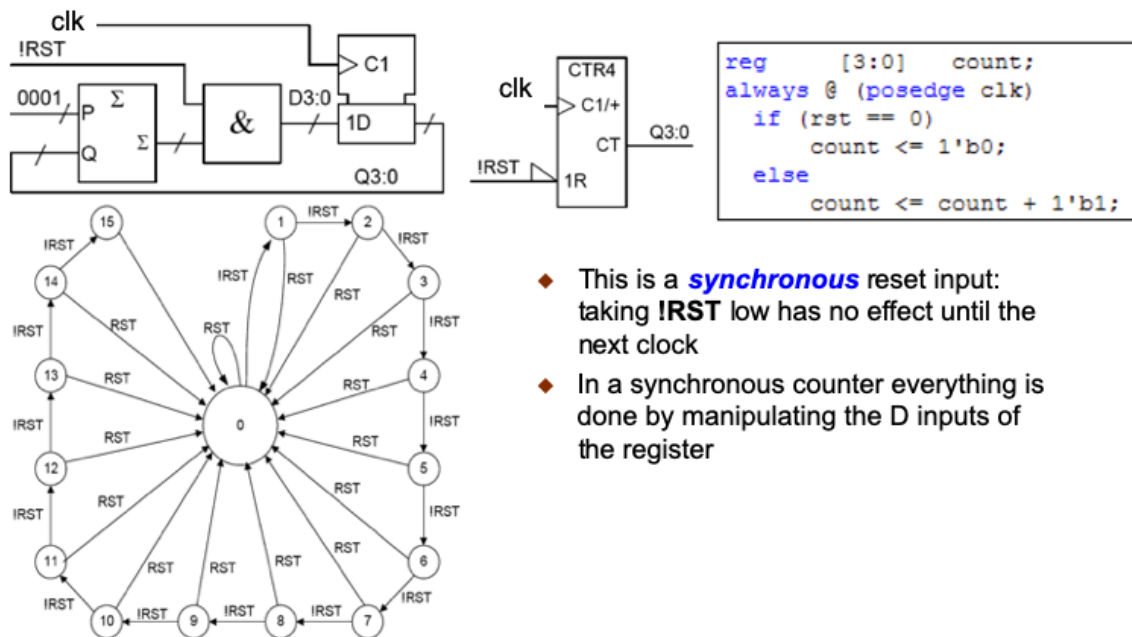 clk
!RST
C1
0001
P
Σ
Σ
Q
&
D3:0
1D
Q3:0
clk
CTR4
C1/+
CT
Q3:0
!RST
1R
reg [3:0] count;
always @ (posedge clk)
if (rst == 0)
count <= 1'b0;
else
count <= count + 1'b1;
15
1
!RST
2
!RST
!RST
14
!RST
RST
RST
!RST
3
RST
RST
RST
!RST
!RST
13
RST
RST
4
!RST
0
!RST
12
RST
RST
5
!RST
RST
RST
!RST
11
RST
RST
RST
RST
6
!RST
!RST
10
!RST
9
!RST
8
!RST
7
◆ This is a synchronous reset input:
taking !RST low has no effect until the
next clock
◆ In a synchronous counter everything is
done by manipulating the D inputs of
the register